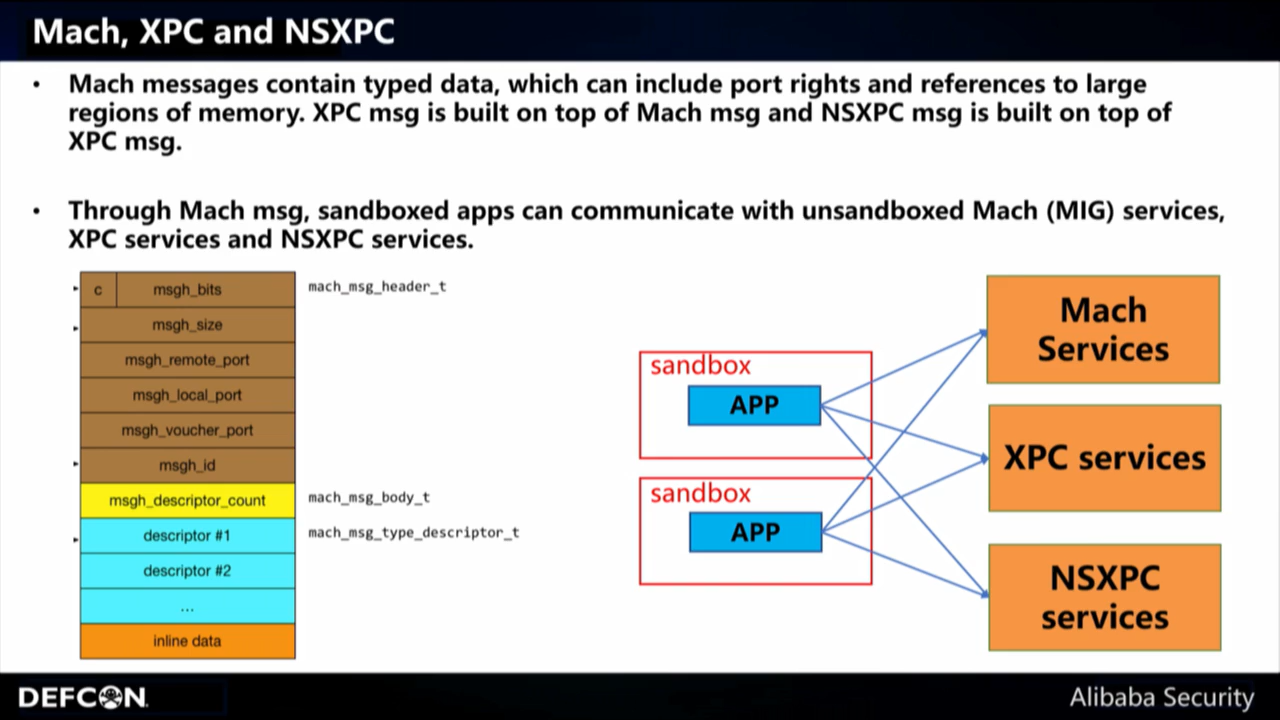 Mach, XPC and NSXPC
• Mach messages contain typed data, which can include port rights and references to large
regions of memory. XPC msg is built on top of Mach msg and NSXPC msg is built on top of
XPC msg.
• Through Mach msg, sandboxed apps can communicate with unsandboxed Mach (MIG) services,
XPC services and NSXPC services.
c msgh_bits
mach_msg_header_t
msgh_size
msgh_remote_port
msgh_local_port
msgh_voucher_port
msgh_id
msgh_descriptor_count
mach_msg_body_t
descriptor #1
mach_msg_type_descriptor_t
descriptor #2
...
inline data
sandbox
APP
sandbox
APP
Mach
Services
XPC services
NSXPC
services
DEFCON
Alibaba Security